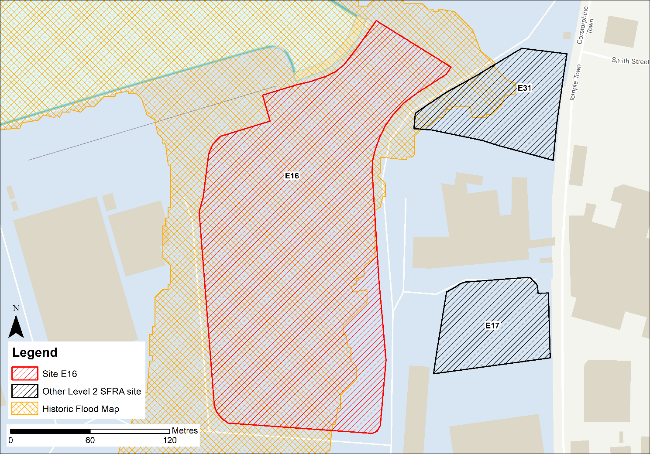 Town
Street
E31
E16
E17
N
Legend
Site E16
Other Level 2 SFRA site
Historic Flood Map
Metres
0 60 120